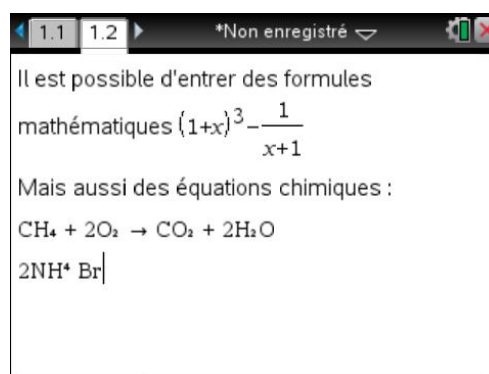 1.1 1.2 *Non enregistré
Il est possible d'entrer des formules
mathématiques (1+x)³−1/(x+1)
Mais aussi des équations chimiques :
CH₄ + 2O₂ → CO₂ + 2H₂O
2NH⁴ Br